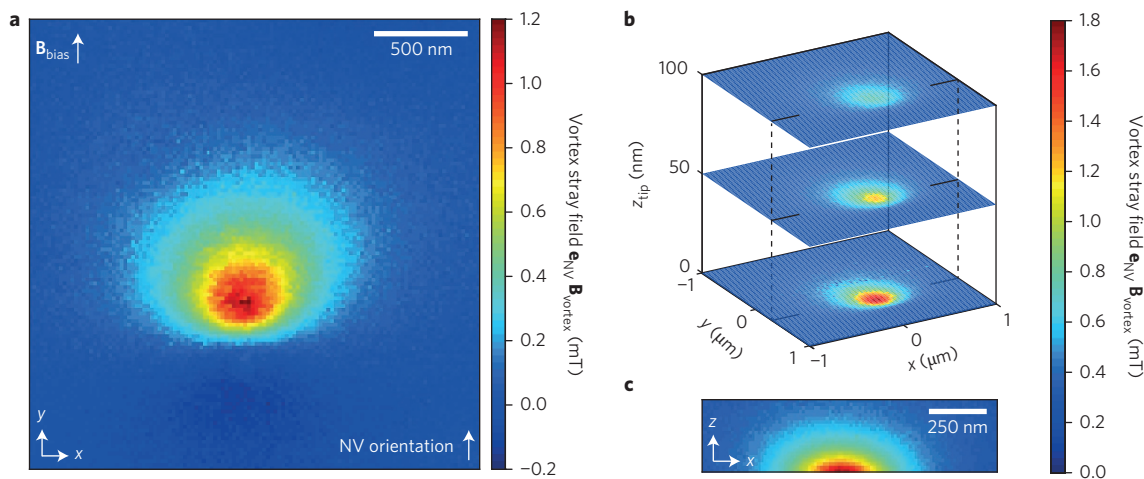 a
B_bias
500 nm
1.2
1.0
0.8
0.6
0.4
0.2
0.0
−0.2
Vortex stray field e_NV B_vortex (mT)
y
x
NV orientation
b
100
50
0
z_tip (nm)
−1
0
1
y (μm)
−1
0
1
x (μm)
1.8
1.6
1.4
1.2
1.0
0.8
0.6
0.4
0.2
0.0
Vortex stray field e_NV B_vortex (mT)
c
z
x
250 nm